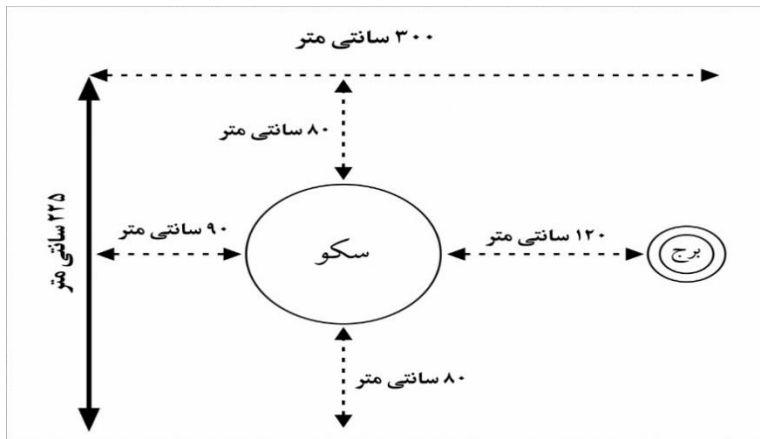 ۳۰۰ سانتی متر
۸۰ سانتی متر
۲۲۵ سانتی متر
۹۰ سانتی متر
سکو
۱۲۰ سانتی متر
برج
۸۰ سانتی متر